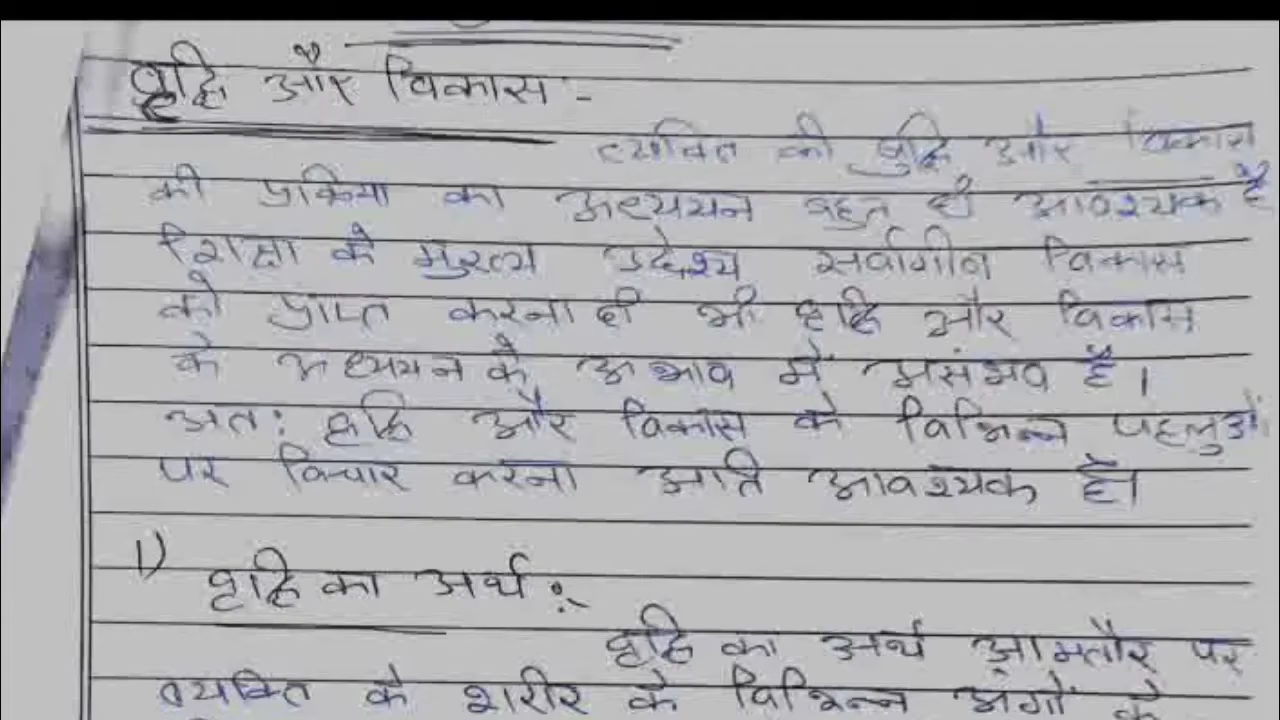 वृद्धि और विकास :-
व्यक्ति की वृद्धि और विकास
की प्रक्रिया का अध्ययन बहुत ही आवश्यक है
शिक्षा के मुख्य उद्देश्य सर्वागीण विकास
को प्राप्त करना ही भी वृद्धि और विकास
के अध्ययन के अभाव में असंभव है।
अतः वृद्धि और विकास के विभिन्न पहलुओं
पर विचार करना अति आवश्यक है।
1) वृद्धि का अर्थ :-
वृद्धि का अर्थ आमतौर पर
व्यक्ति के शरीर के विभिन्न अंगों के